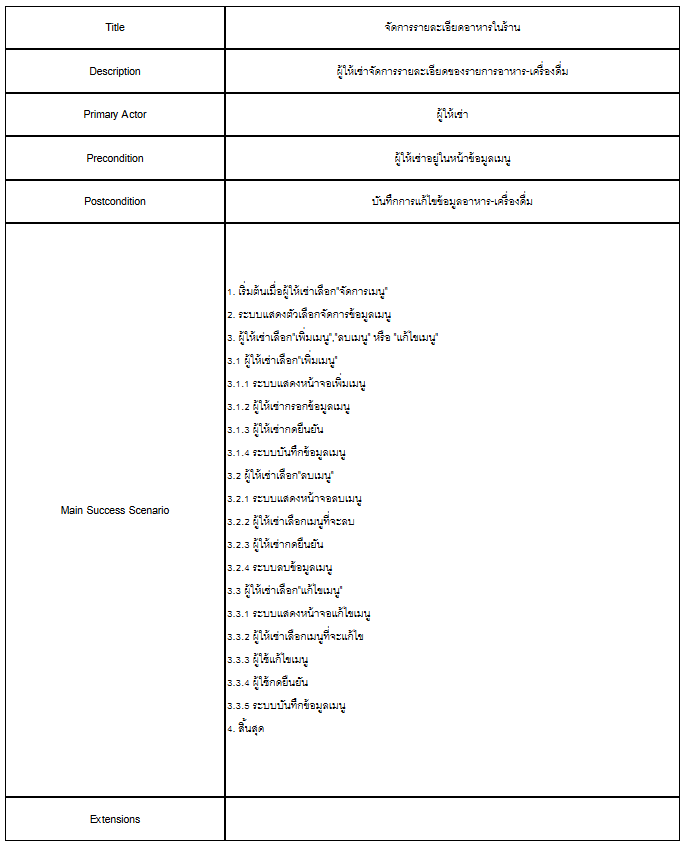 Title
จัดการรายละเอียดอาหารในร้าน
Description
ผู้ให้เช่าจัดการรายละเอียดของรายการอาหาร-เครื่องดื่ม
Primary Actor
ผู้ให้เช่า
Precondition
ผู้ให้เช่าอยู่ในหน้าข้อมูลเมนู
Postcondition
บันทึกการแก้ไขข้อมูลอาหาร-เครื่องดื่ม
Main Success Scenario
1. เริ่มต้นเมื่อผู้ให้เช่าเลือก"จัดการเมนู"
2. ระบบแสดงตัวเลือกจัดการข้อมูลเมนู
3. ผู้ให้เช่าเลือก"เพิ่มเมนู","ลบเมนู" หรือ "แก้ไขเมนู"
3.1 ผู้ให้เช่าเลือก"เพิ่มเมนู"
3.1.1 ระบบแสดงหน้าจอเพิ่มเมนู
3.1.2 ผู้ให้เช่ากรอกข้อมูลเมนู
3.1.3 ผู้ให้เช่ากดยืนยัน
3.1.4 ระบบบันทึกข้อมูลเมนู
3.2 ผู้ให้เช่าเลือก"ลบเมนู"
3.2.1 ระบบแสดงหน้าจอลบเมนู
3.2.2 ผู้ให้เช่าเลือกเมนูที่จะลบ
3.2.3 ผู้ให้เช่ากดยืนยัน
3.2.4 ระบบลบข้อมูลเมนู
3.3 ผู้ให้เช่าเลือก"แก้ไขเมนู"
3.3.1 ระบบแสดงหน้าจอแก้ไขเมนู
3.3.2 ผู้ให้เช่าเลือกเมนูที่จะแก้ไข
3.3.3 ผู้ใช้แก้ไขเมนู
3.3.4 ผู้ใช้กดยืนยัน
3.3.5 ระบบบันทึกข้อมูลเมนู
4. สิ้นสุด
Extensions